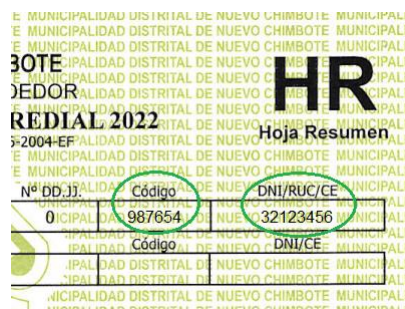 BOTE
DEDOR
REDIAL 2022
-2004-EF
HR
Hoja Resumen
Nº DD.JJ. Código DNI/RUC/CE
0 987654 32123456
Código DNI/CE
MUNICIPALIDAD DISTRITAL DE NUEVO CHIMBOTE